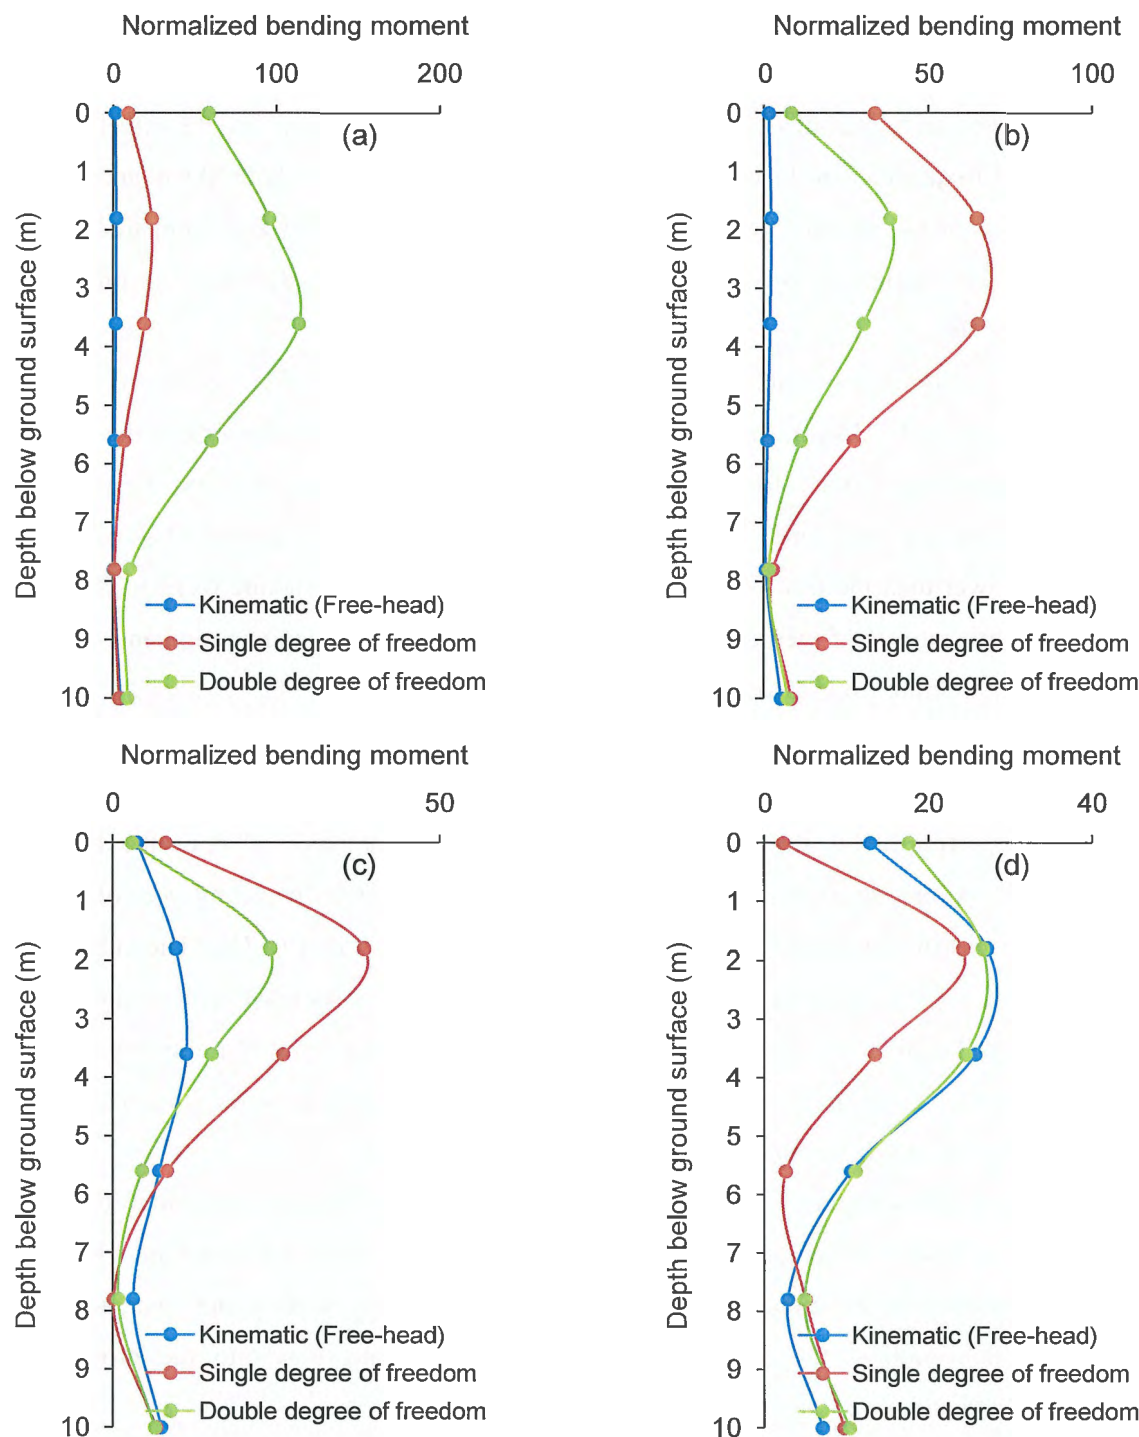 Normalized bending moment
0 100 200
(a)
Depth below ground surface (m)
0
1
2
3
4
5
6
7
8
9
10
Kinematic (Free-head)
Single degree of freedom
Double degree of freedom
Normalized bending moment
0 50 100
(b)
Depth below ground surface (m)
0
1
2
3
4
5
6
7
8
9
10
Kinematic (Free-head)
Single degree of freedom
Double degree of freedom
Normalized bending moment
0 50
(c)
Depth below ground surface (m)
0
1
2
3
4
5
6
7
8
9
10
Kinematic (Free-head)
Single degree of freedom
Double degree of freedom
Normalized bending moment
0 20 40
(d)
Depth below ground surface (m)
0
1
2
3
4
5
6
7
8
9
10
Kinematic (Free-head)
Single degree of freedom
Double degree of freedom